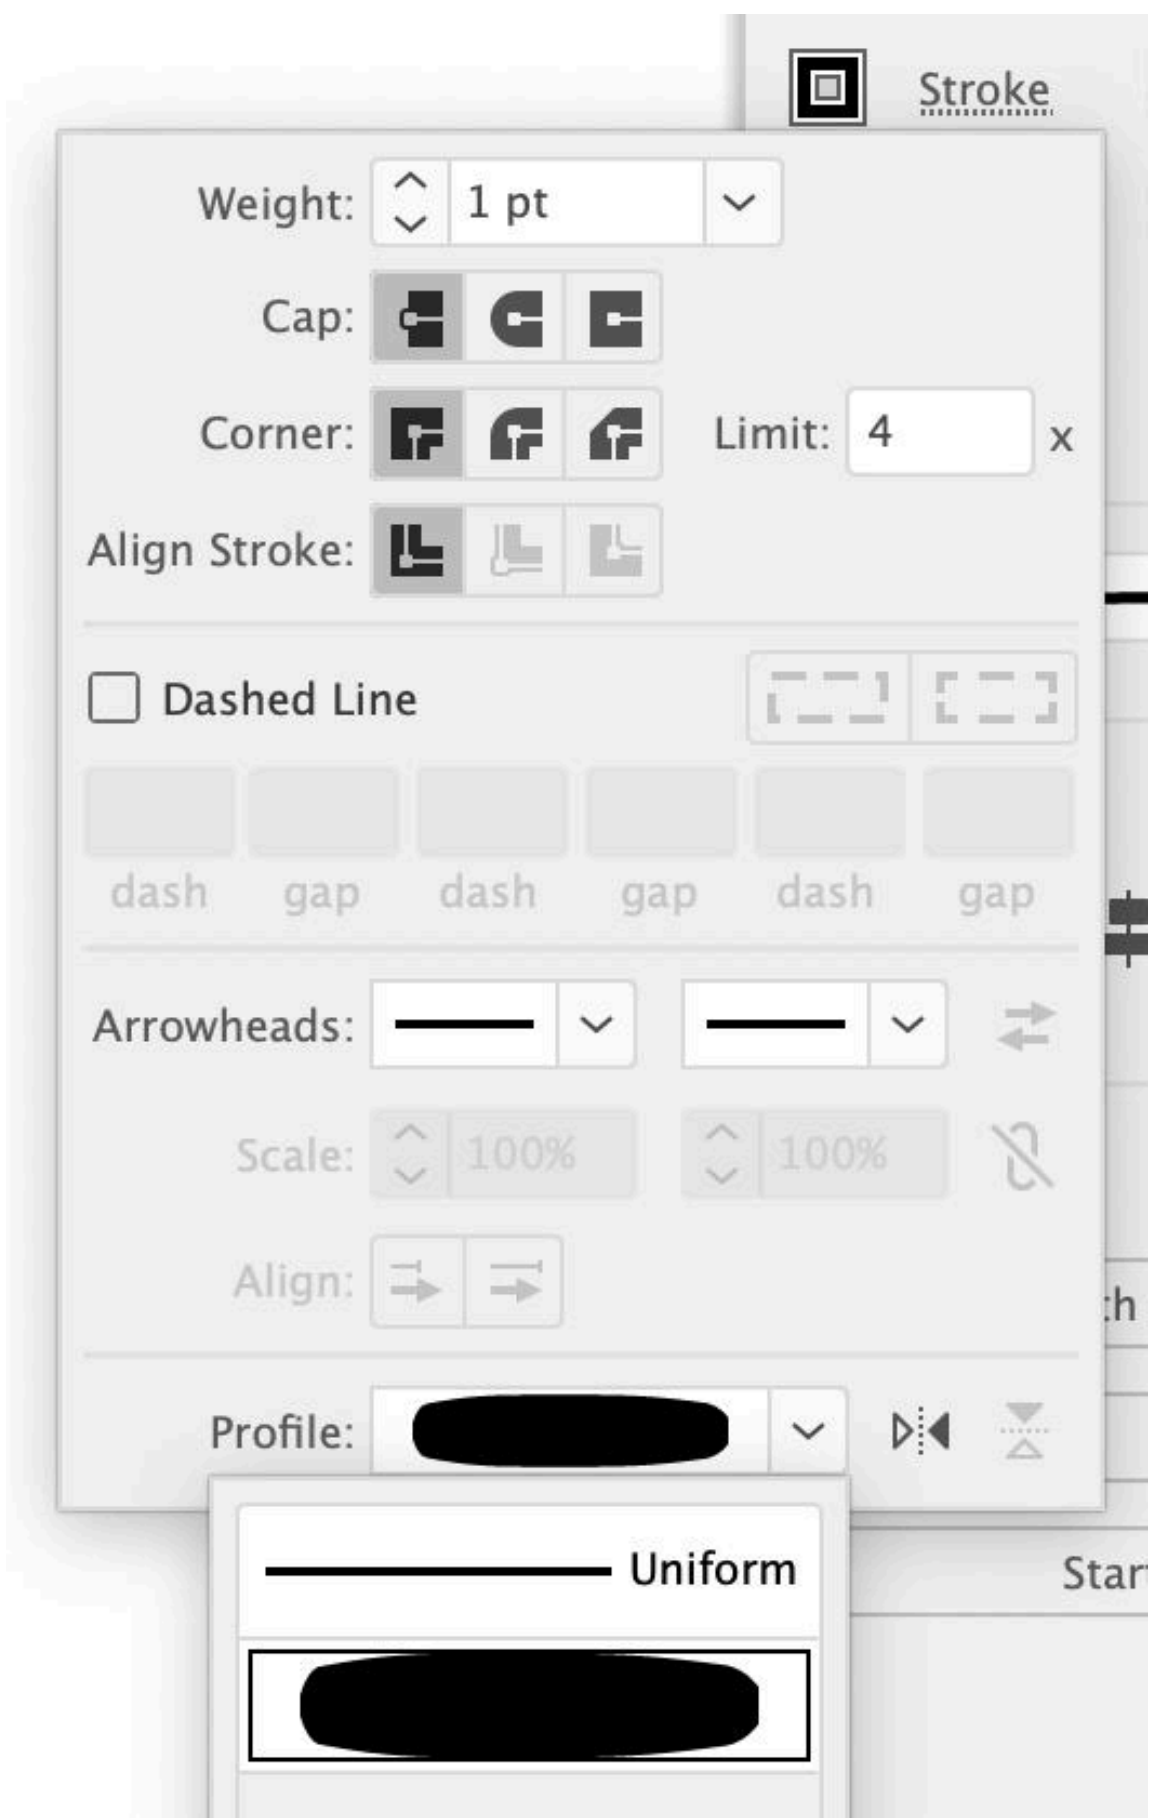 Stroke
Weight: 1 pt
Cap:
Corner: Limit: 4 x
Align Stroke:
Dashed Line
dash gap dash gap dash gap
Arrowheads:
Scale: 100% 100%
Align:
Profile:
Uniform